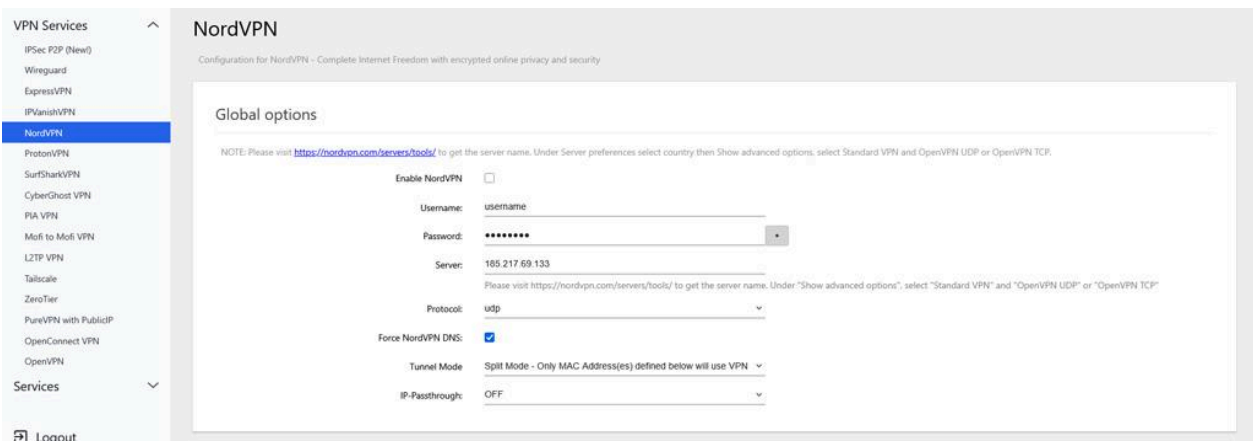 VPN Services
IPSec P2P (New!)
Wireguard
ExpressVPN
IPVanishVPN
NordVPN
ProtonVPN
SurfSharkVPN
CyberGhost VPN
PIA VPN
Mofi to Mofi VPN
L2TP VPN
Tailscale
ZeroTier
PureVPN with PublicIP
OpenConnect VPN
OpenVPN
Services
Logout
NordVPN
Configuration for NordVPN - Complete Internet Freedom with encrypted online privacy and security
Global options
NOTE: Please visit https://nordvpn.com/servers/tools/ to get the server name. Under Server preferences select country then Show advanced options, select Standard VPN and OpenVPN UDP or OpenVPN TCP.
Enable NordVPN
Username: username
Password: ••••••••
Server: 185.217.69.133
Please visit https://nordvpn.com/servers/tools/ to get the server name. Under "Show advanced options", select "Standard VPN" and "OpenVPN UDP" or "OpenVPN TCP"
Protocol: udp
Force NordVPN DNS:
Tunnel Mode Split Mode - Only MAC Address(es) defined below will use VPN
IP-Passthrough: OFF